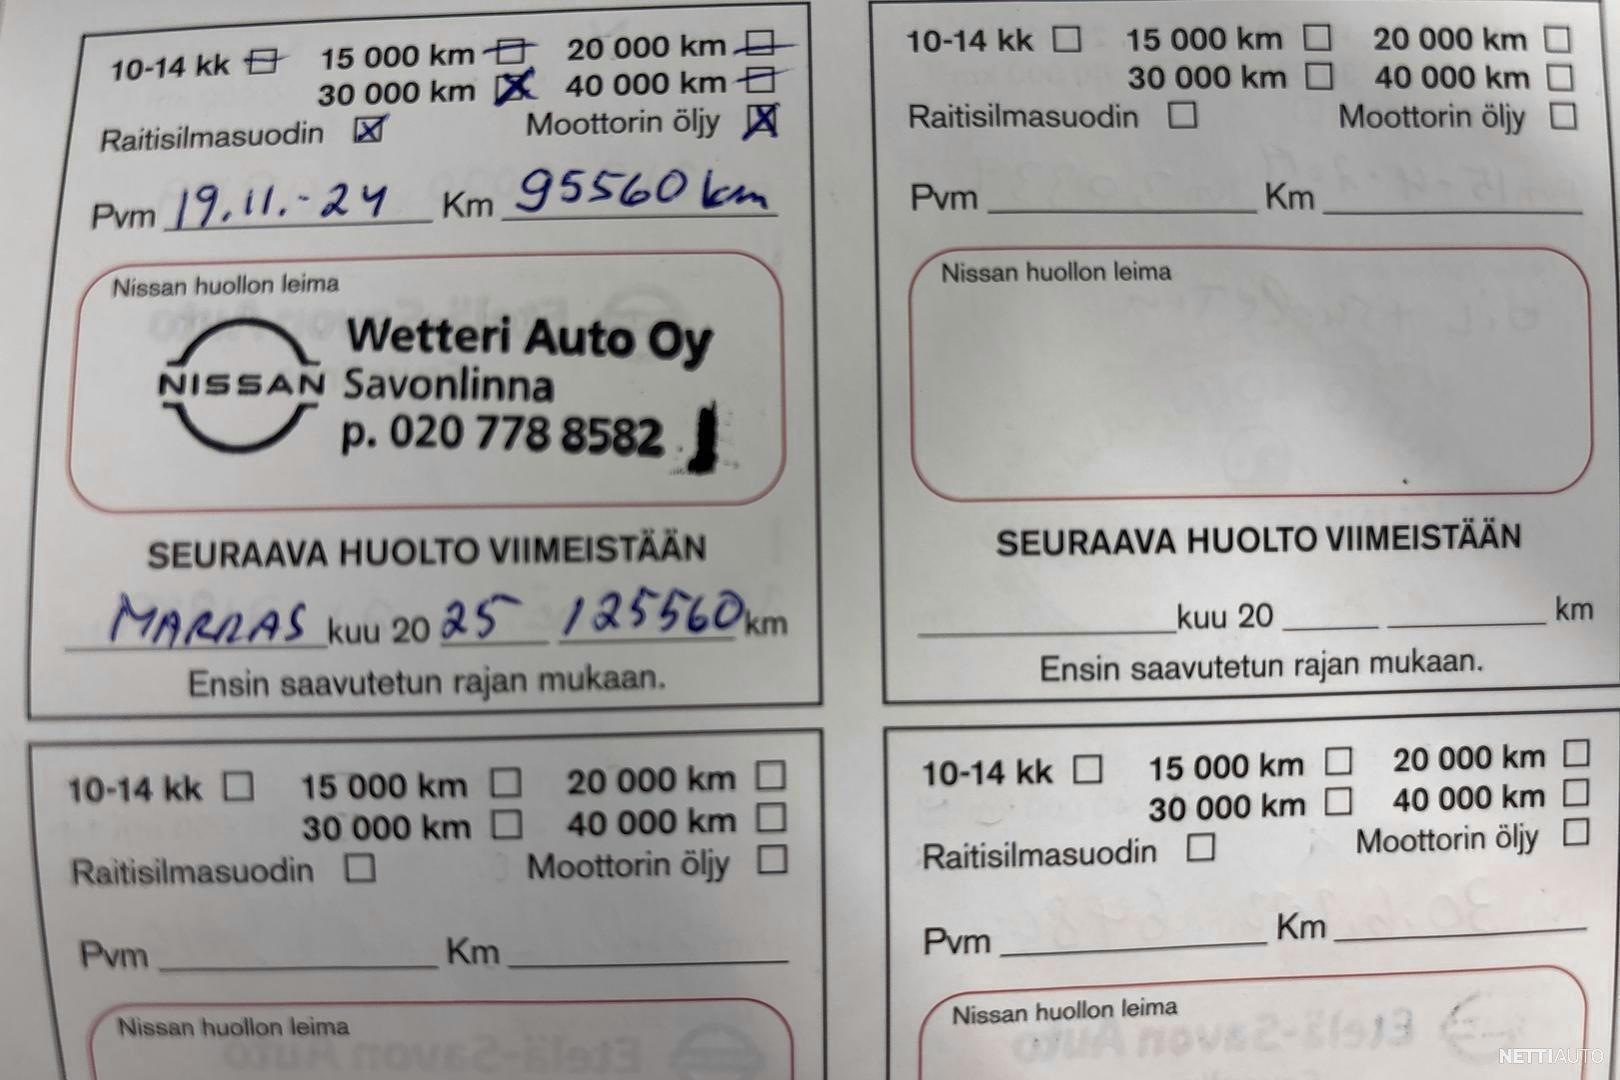 10-14 kk 15 000 km 20 000 km
30 000 km 40 000 km
Raitisilmasuodin Moottorin öljy
Pvm 19.11.-24 Km 95560 km
Nissan huollon leima
NISSAN
Wetteri Auto Oy
Savonlinna
p. 020 778 8582
SEURAAVA HUOLTO VIIMEISTÄÄN
MARRAS kuu 20 25 125560 km
Ensin saavutetun rajan mukaan.
10-14 kk 15 000 km 20 000 km
30 000 km 40 000 km
Raitisilmasuodin Moottorin öljy
Pvm Km
Nissan huollon leima
SEURAAVA HUOLTO VIIMEISTÄÄN
kuu 20 km
Ensin saavutetun rajan mukaan.
10-14 kk 15 000 km 20 000 km
30 000 km 40 000 km
Raitisilmasuodin Moottorin öljy
Pvm Km
Nissan huollon leima
10-14 kk 15 000 km 20 000 km
30 000 km 40 000 km
Raitisilmasuodin Moottorin öljy
Pvm Km
Nissan huollon leima
NETTIAUTO